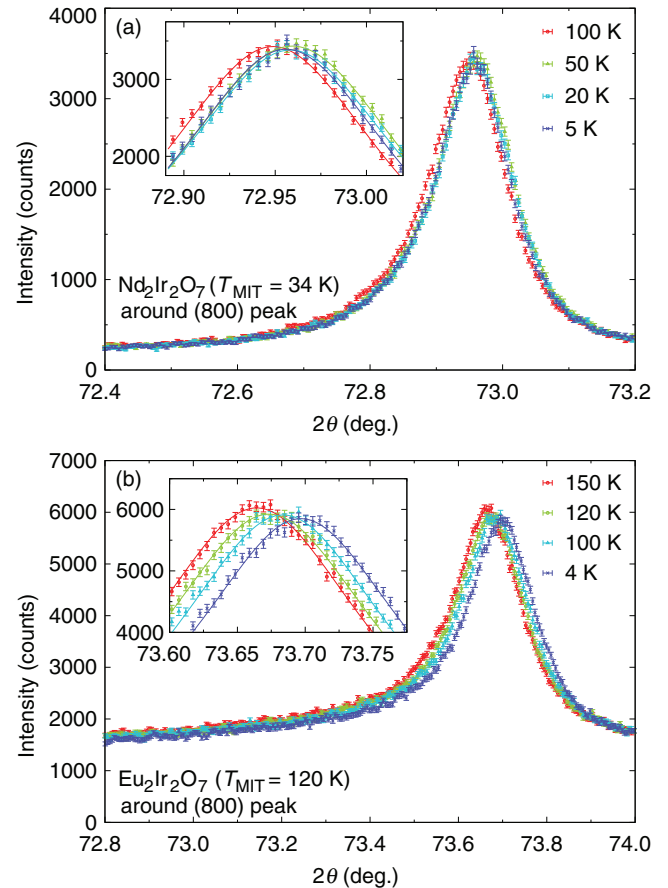 (a)
100 K
50 K
20 K
5 K
3000
2000
72.90
72.95
73.00
4000
3000
2000
1000
0
Intensity (counts)
Nd₂Ir₂O₇ (T_MIT = 34 K)
around (800) peak
72.4
72.6
72.8
73.0
73.2
2θ (deg.)
(b)
150 K
120 K
100 K
4 K
6000
5000
4000
73.60
73.65
73.70
73.75
7000
6000
5000
4000
3000
2000
1000
0
Intensity (counts)
Eu₂Ir₂O₇ (T_MIT = 120 K)
around (800) peak
72.8
73.0
73.2
73.4
73.6
73.8
74.0
2θ (deg.)